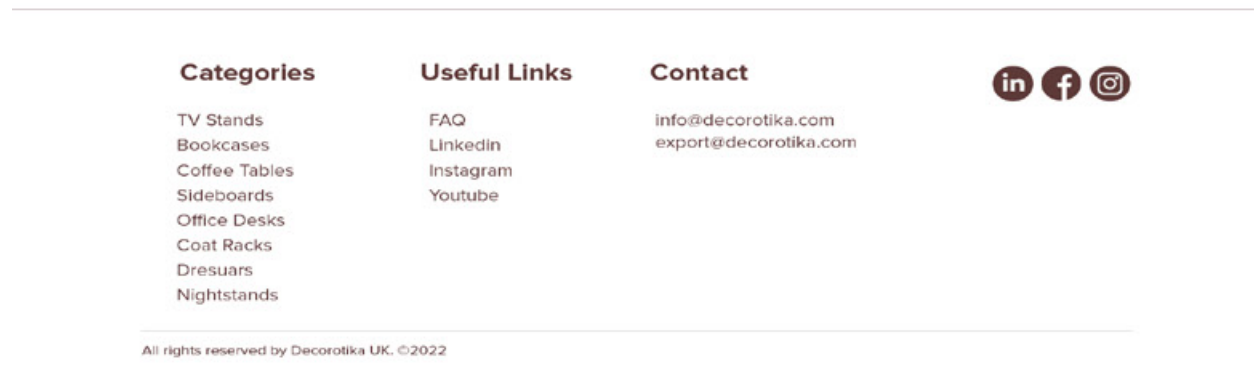 Categories
TV Stands
Bookcases
Coffee Tables
Sideboards
Office Desks
Coat Racks
Dresuars
Nightstands
Useful Links
FAQ
Linkedin
Instagram
Youtube
Contact
info@decorotika.com
export@decorotika.com
in
All rights reserved by Decorotika UK. ©2022